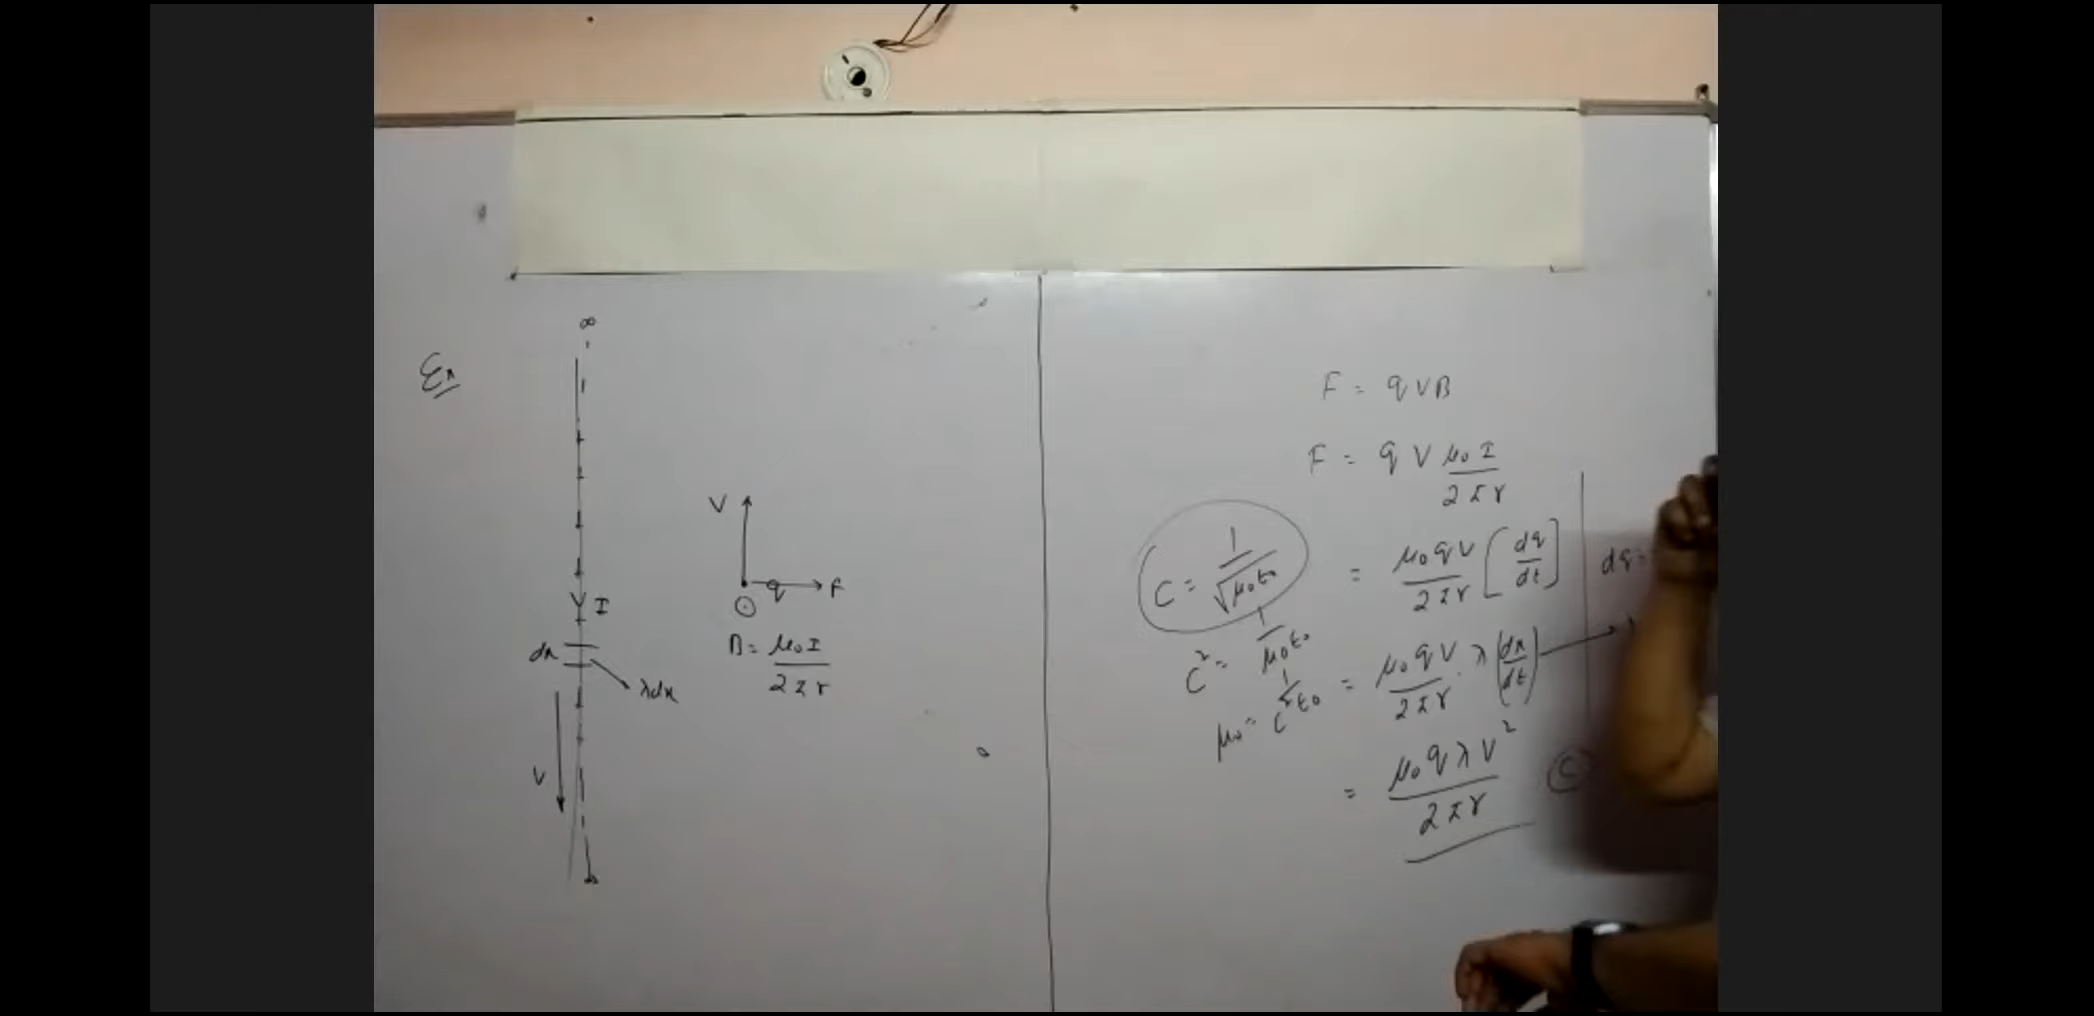 ∞
Ex
I
dx
λdx
V
V
q
F
B = μ₀I / 2πr
F = qVB
F = qV μ₀I / 2πr
= μ₀qV / 2πr [dq/dt]
dq =
C = 1 / √μ₀ε₀
C² = 1 / μ₀ε₀
μ₀ = 1 / C²ε₀
= μ₀qV / 2πr · λ (dx/dt)
= μ₀qλV² / 2πr
C